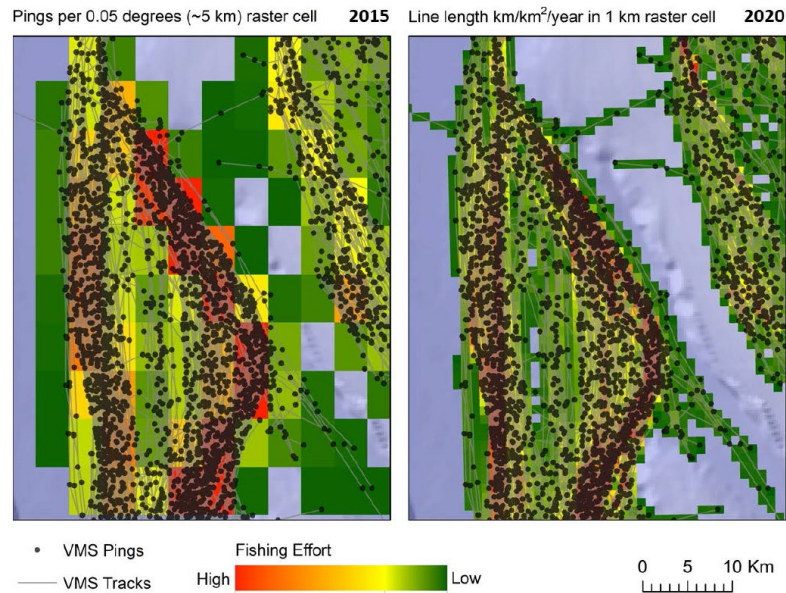 Pings per 0.05 degrees (~5 km) raster cell 2015
Line length km/km²/year in 1 km raster cell 2020
VMS Pings
VMS Tracks
Fishing Effort
High Low
0 5 10 Km